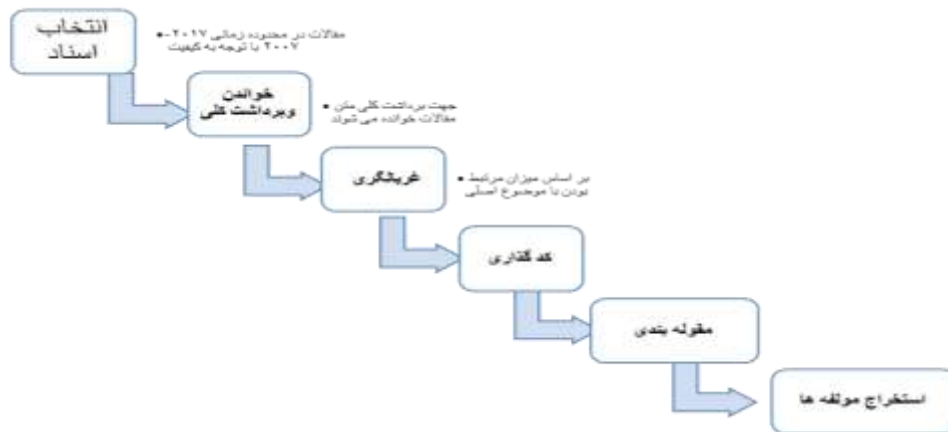 انتخاب
اسناد
• مقالات در محدوده زمانی ۲۰۱۷-
۲۰۰۷ با توجه به کیفیت
خواندن
وبرداشت کلی
• جهت برداشت کلی متن
مقالات خوانده می شوند
غربالگری
• بر اساس میزان مرتبط
بودن با موضوع اصلی
کد گذاری
مقوله بندی
استخراج مولفه ها